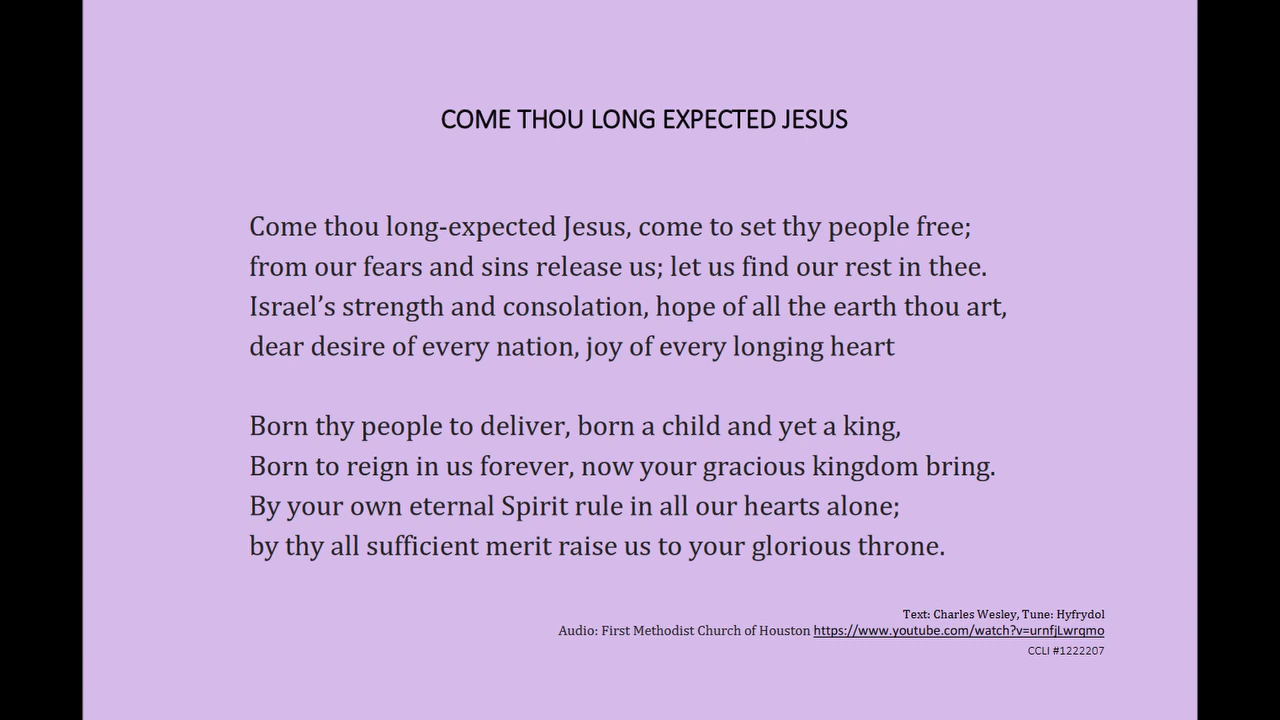 COME THOU LONG EXPECTED JESUS
Come thou long-expected Jesus, come to set thy people free;
from our fears and sins release us; let us find our rest in thee.
Israel’s strength and consolation, hope of all the earth thou art,
dear desire of every nation, joy of every longing heart
Born thy people to deliver, born a child and yet a king,
Born to reign in us forever, now your gracious kingdom bring.
By your own eternal Spirit rule in all our hearts alone;
by thy all sufficient merit raise us to your glorious throne.
Text: Charles Wesley, Tune: Hyfrydol
Audio: First Methodist Church of Houston https://www.youtube.com/watch?v=urnfjLwrqmo
CCLI #1222207